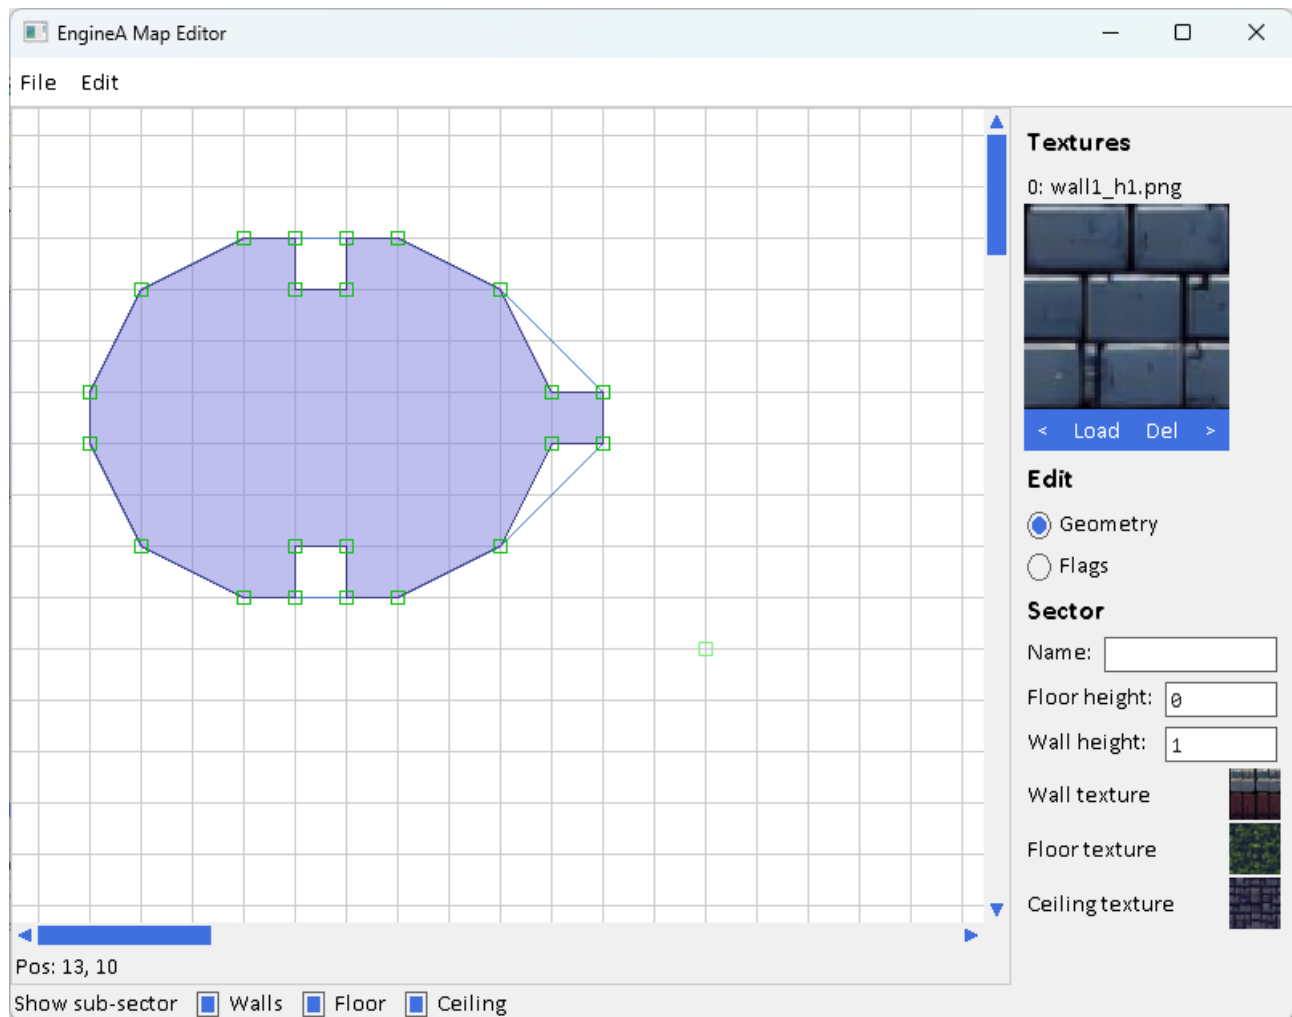 EngineA Map Editor
File Edit
Textures
0: wall1_h1.png
< Load Del >
Edit
Geometry
Flags
Sector
Name:
Floor height: 0
Wall height: 1
Wall texture
Floor texture
Ceiling texture
Pos: 13, 10
Show sub-sector Walls Floor Ceiling